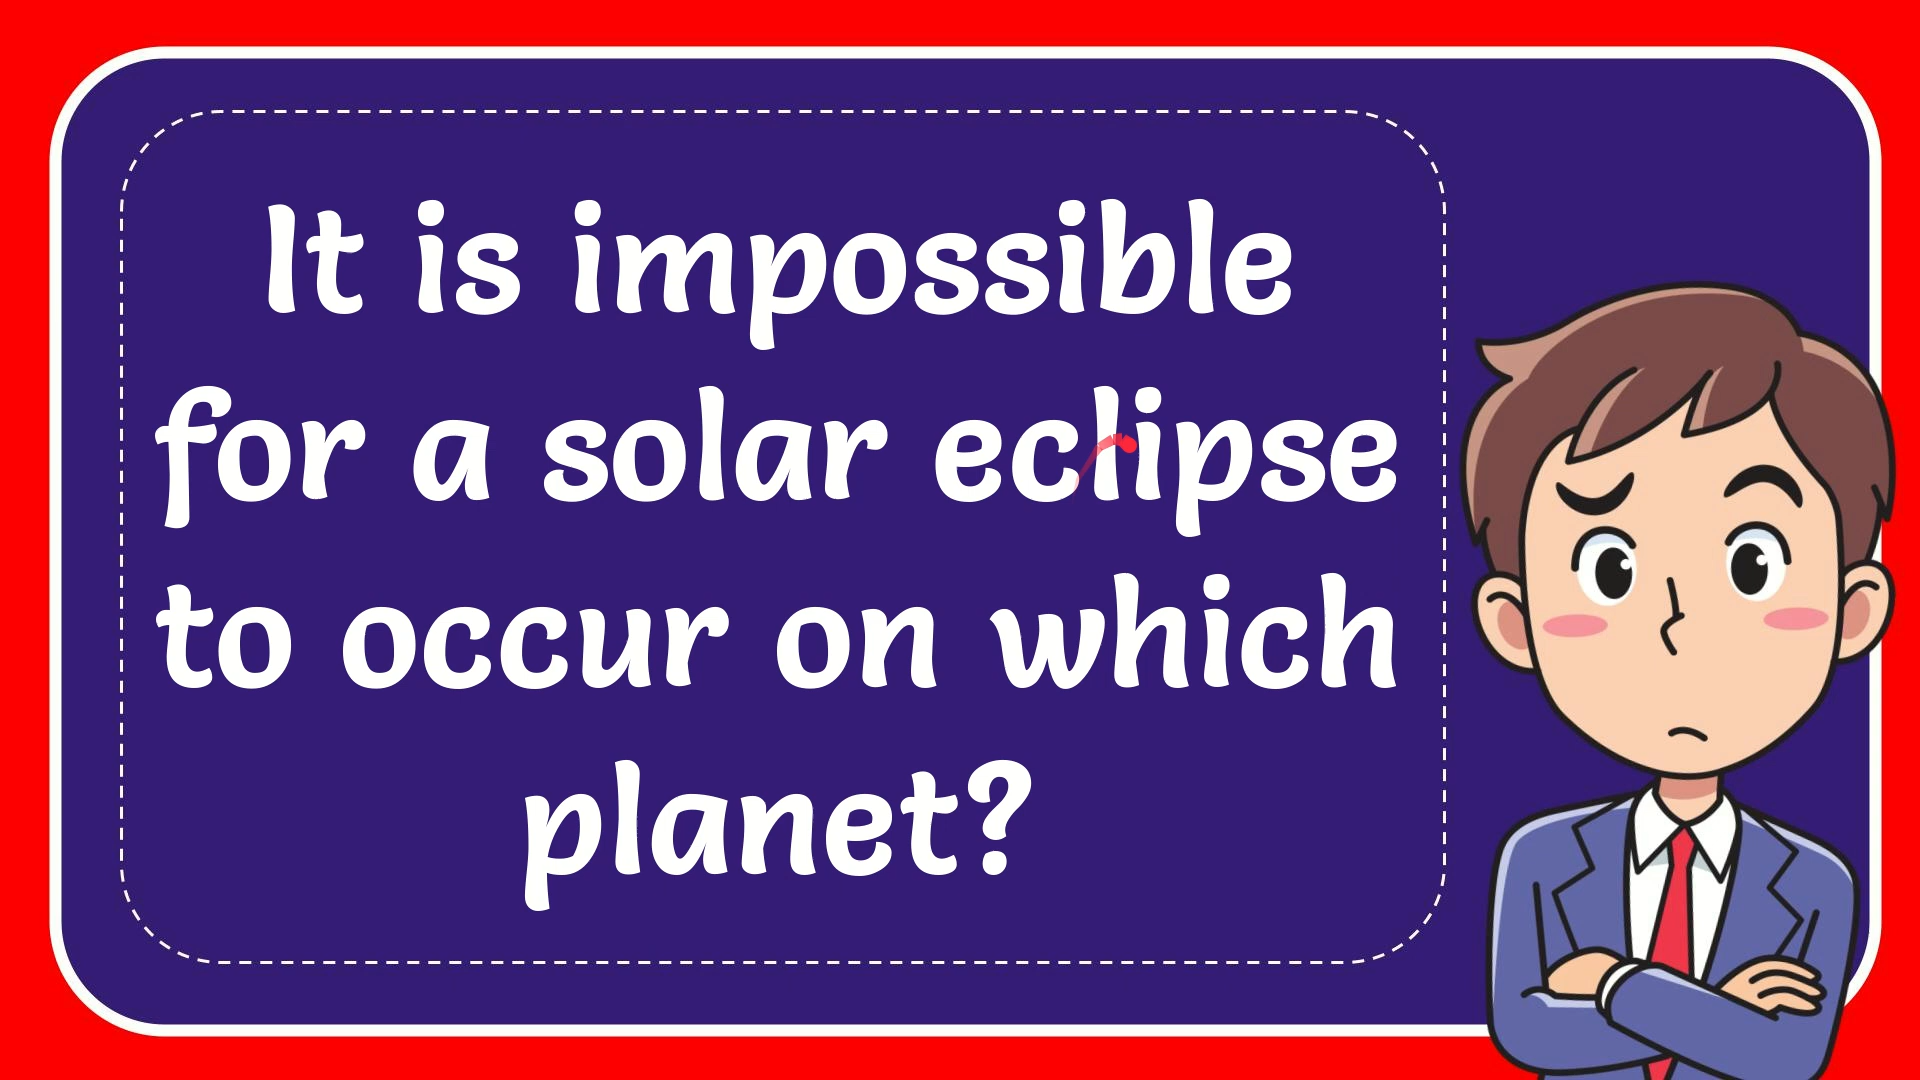 It is impossible
for a solar eclipse
to occur on which
planet?